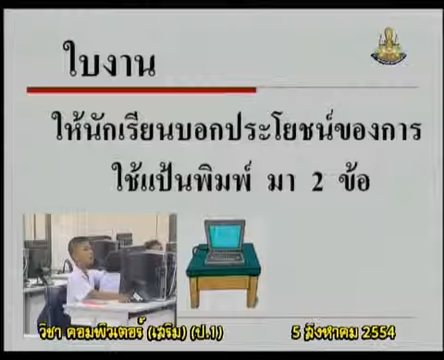 ใบงาน
ให้นักเรียนบอกประโยชน์ของการ
ใช้แป้นพิมพ์ มา 2 ข้อ
วิชา คอมพิวเตอร์ (เสริม) (ป.1) 5 สิงหาคม 2554